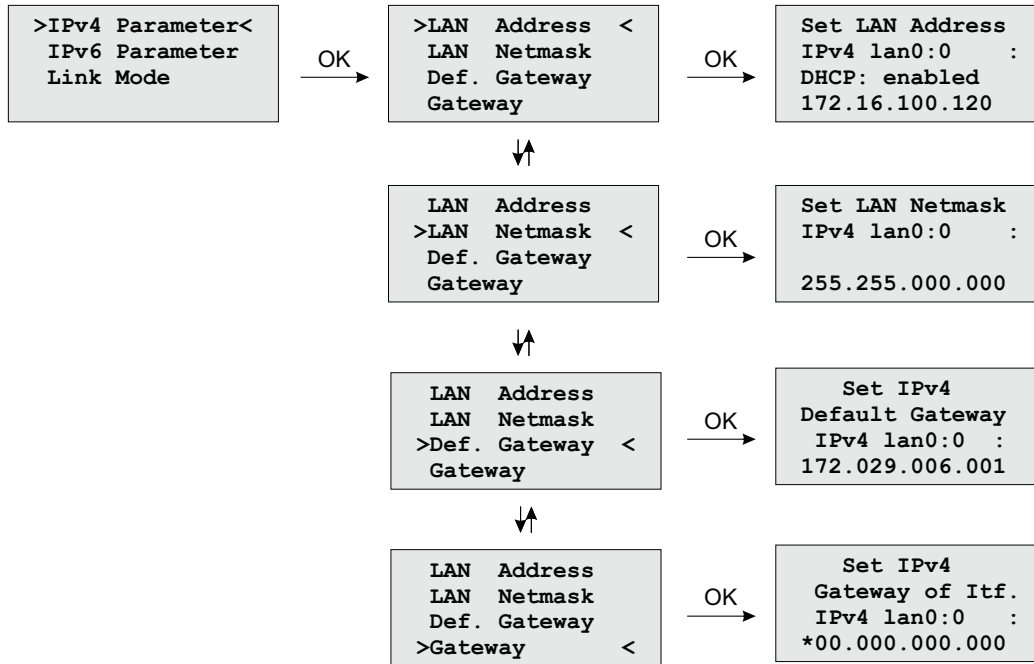 >IPv4 Parameter<
IPv6 Parameter
Link Mode
OK
>LAN Address <
LAN Netmask
Def. Gateway
Gateway
OK
Set LAN Address
IPv4 lan0:0 :
DHCP: enabled
172.16.100.120
LAN Address
>LAN Netmask <
Def. Gateway
Gateway
OK
Set LAN Netmask
IPv4 lan0:0 :
255.255.000.000
LAN Address
LAN Netmask
>Def. Gateway <
Gateway
OK
Set IPv4
Default Gateway
IPv4 lan0:0 :
172.029.006.001
LAN Address
LAN Netmask
Def. Gateway
>Gateway <
OK
Set IPv4
Gateway of Itf.
IPv4 lan0:0 :
*00.000.000.000